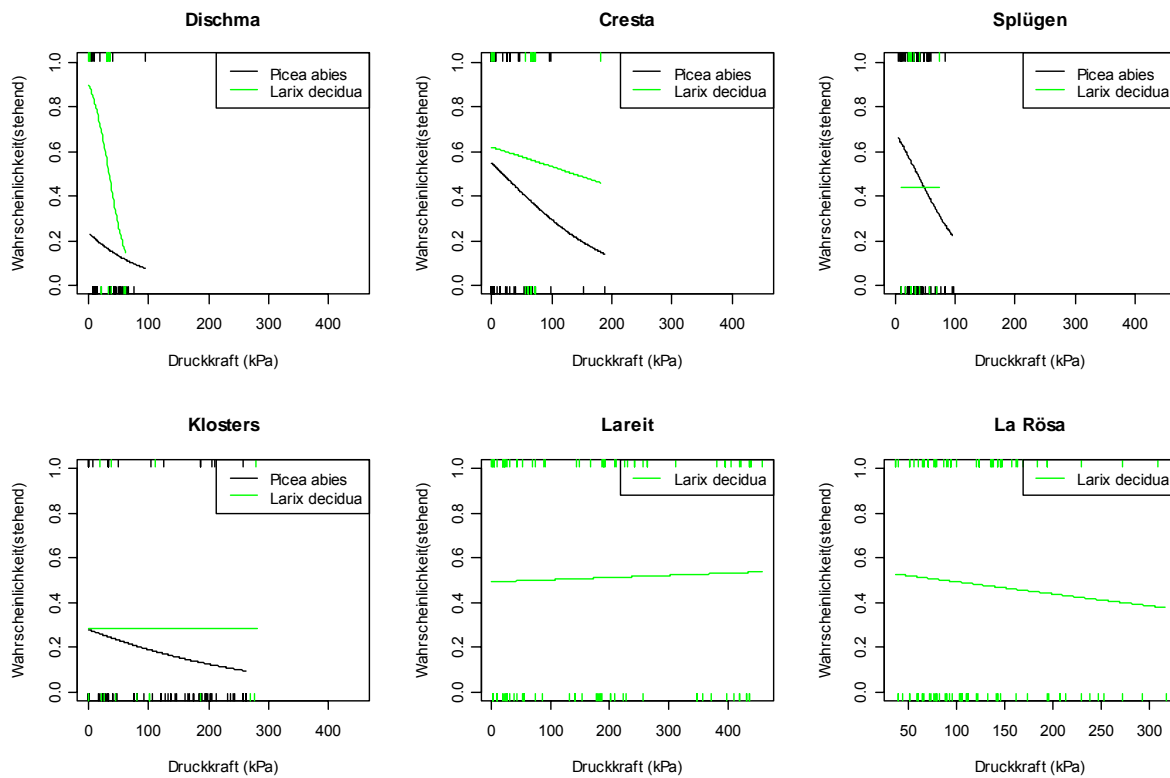 Dischma
Wahrscheinlichkeit(stehend)
0.0 0.2 0.4 0.6 0.8 1.0
Picea abies
Larix decidua
0 100 200 300 400
Druckkraft (kPa)
Cresta
Wahrscheinlichkeit(stehend)
0.0 0.2 0.4 0.6 0.8 1.0
Picea abies
Larix decidua
0 100 200 300 400
Druckkraft (kPa)
Splügen
Wahrscheinlichkeit(stehend)
0.0 0.2 0.4 0.6 0.8 1.0
Picea abies
Larix decidua
0 100 200 300 400
Druckkraft (kPa)
Klosters
Wahrscheinlichkeit(stehend)
0.0 0.2 0.4 0.6 0.8 1.0
Picea abies
Larix decidua
0 100 200 300 400
Druckkraft (kPa)
Lareit
Wahrscheinlichkeit(stehend)
0.0 0.2 0.4 0.6 0.8 1.0
Larix decidua
0 100 200 300 400
Druckkraft (kPa)
La Rösa
Wahrscheinlichkeit(stehend)
0.0 0.2 0.4 0.6 0.8 1.0
Larix decidua
50 100 150 200 250 300
Druckkraft (kPa)